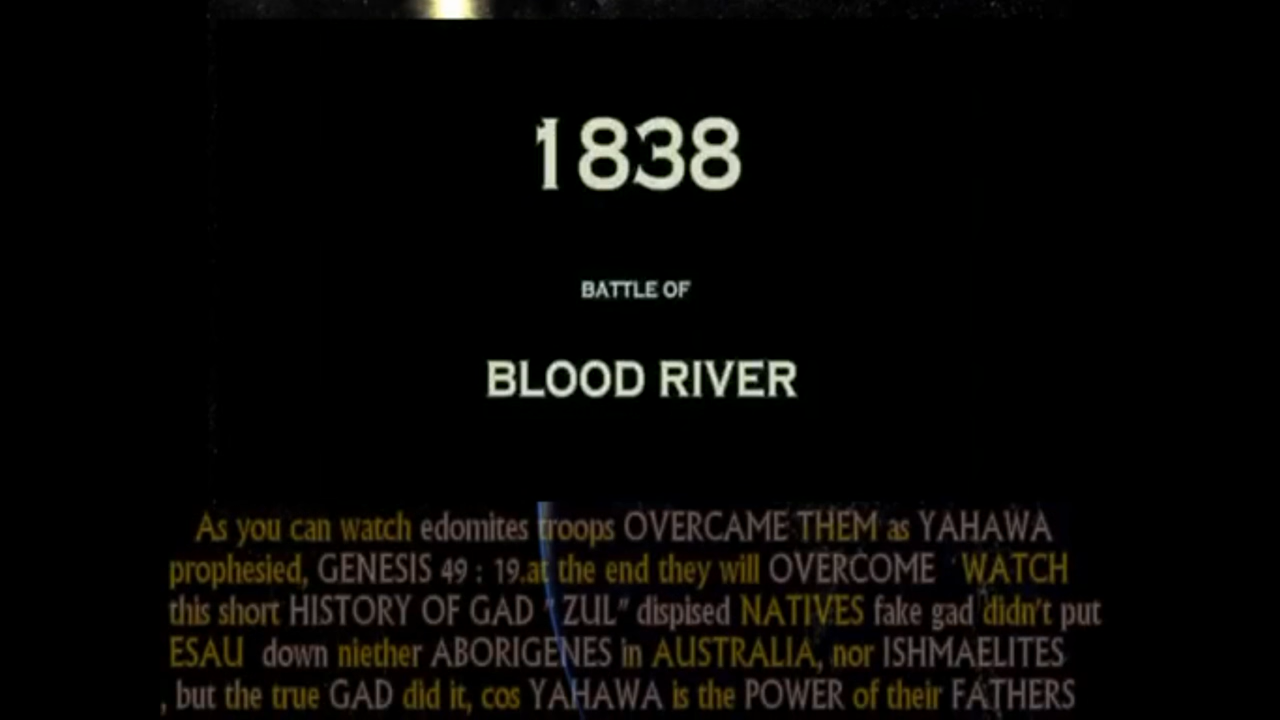 1838
BATTLE OF
BLOOD RIVER
As you can watch edomites troops OVERCAME THEM as YAHAWA
prophesied, GENESIS 49 : 19.at the end they will OVERCOME ' WATCH
this short HISTORY OF GAD " ZUL" dispised NATIVES fake gad didn't put
ESAU down niether ABORIGENES in AUSTRALIA, nor ISHMAELITES
, but the true GAD did it, cos YAHAWA is the POWER of their FATHERS